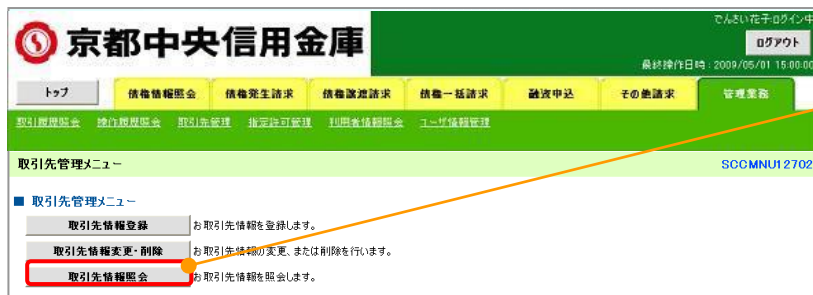 でんさい花子:ログイン中
京都中央信用金庫
ログアウト
最終操作日時:2009/05/01 15:00:00
トップ 債権情報照会 債権発生請求 債権譲渡請求 債権一括請求 融資申込 その他請求 管理業務
取引履歴照会 操作履歴照会 取引先管理 指定許可管理 利用者情報照会 ユーザ情報管理
取引先管理メニュー SCCMNU12702
■ 取引先管理メニュー
取引先情報登録 お取引先情報を登録します。
取引先情報変更・削除 お取引先情報の変更、または削除を行います。
取引先情報照会 お取引先情報を照会します。